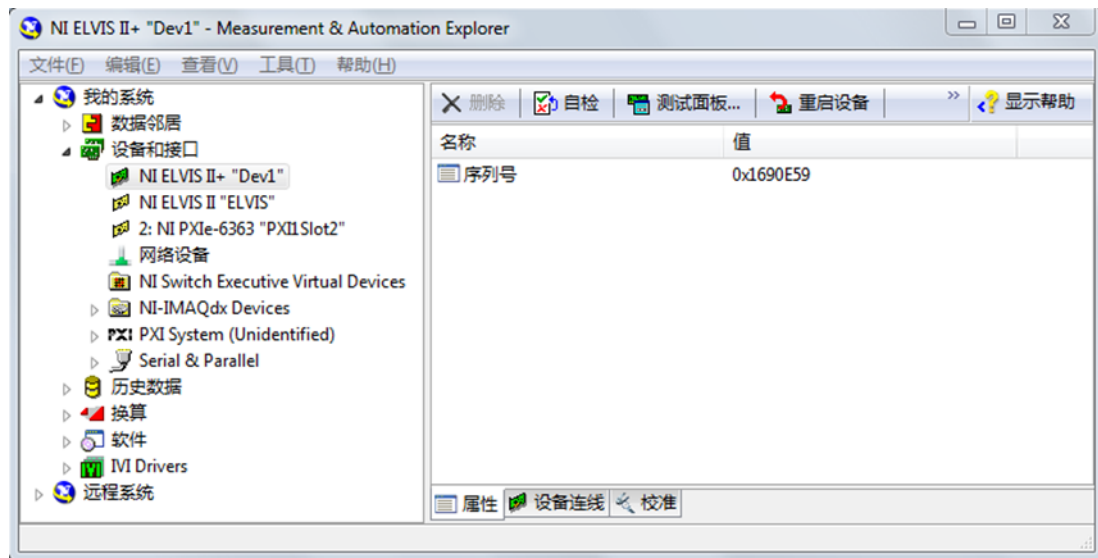 NI ELVIS II+ "Dev1" - Measurement & Automation Explorer
文件(F) 编辑(E) 查看(V) 工具(T) 帮助(H)
我的系统
数据邻居
设备和接口
NI ELVIS II+ "Dev1"
NI ELVIS II "ELVIS"
2: NI PXIe-6363 "PXI1Slot2"
网络设备
NI Switch Executive Virtual Devices
NI-IMAQdx Devices
PXI PXI System (Unidentified)
Serial & Parallel
历史数据
换算
软件
IVI Drivers
远程系统
删除 自检 测试面板... 重启设备 » 显示帮助
名称 值
序列号 0x1690E59
属性 设备连线 校准